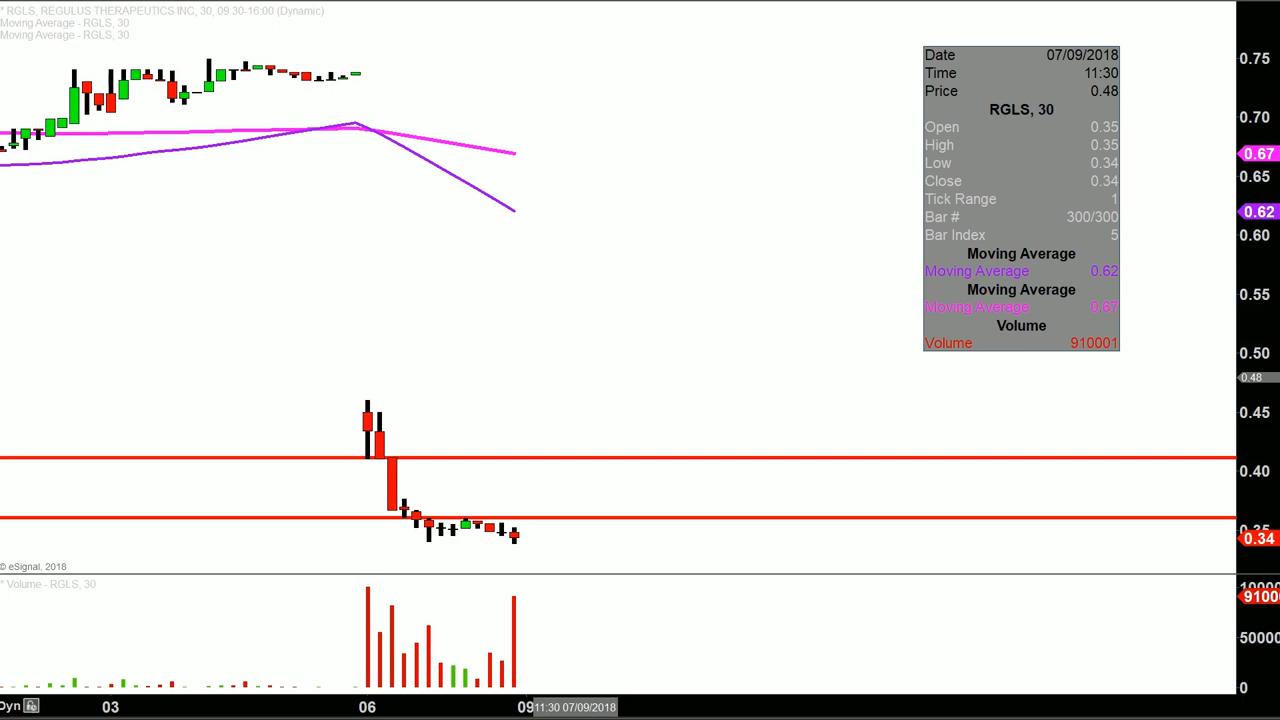 * RGLS, REGULUS THERAPEUTICS INC, 30, 09:30-16:00 (Dynamic)
Moving Average - RGLS, 30
Moving Average - RGLS, 30
Date 07/09/2018
Time 11:30
Price 0.48
RGLS, 30
Open 0.35
High 0.35
Low 0.34
Close 0.34
Tick Range 1
Bar # 300/300
Bar Index 5
Moving Average
Moving Average 0.62
Moving Average
Moving Average 0.67
Volume
Volume 910001
0.75
0.70
0.67
0.65
0.62
0.60
0.55
0.50
0.48
0.45
0.40
0.34
© eSignal, 2018
* Volume - RGLS, 30
9100
50000
0
Dyn 03 06 09 11:30 07/09/2018